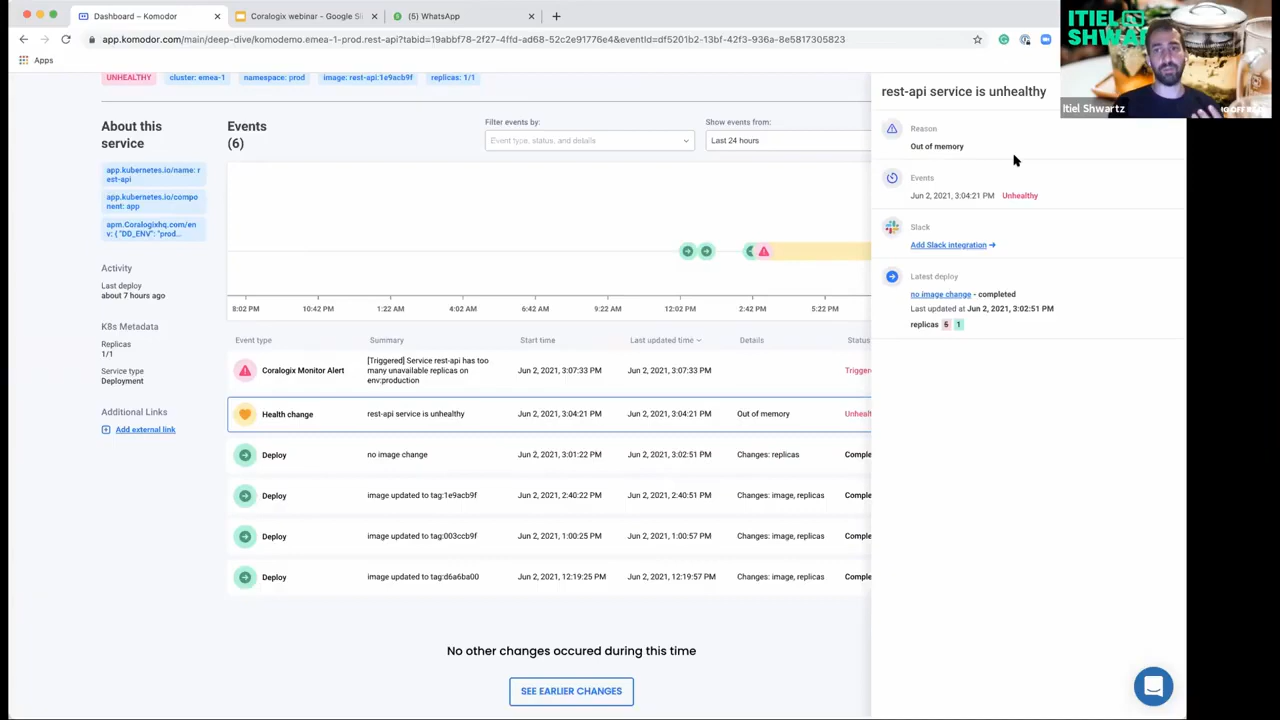 Dashboard – Komodor
Coralogix webinar - Google Sl
(5) WhatsApp
app.komodor.com/main/deep-dive/komodemo.emea-1-prod.rest-api?tId=a19abbf78-2f27-4ffd-ad68-52c2e91776e4&eventId=df5201b2-13bf-42f3-936a-8e5817305823
Apps
UNHEALTHY
cluster: emea-1
namespace: prod
image: rest-api:1e9acb9f
replicas: 1/1
ITIEL
SHWA
Itiel Shwartz
About this
service
app.kubernetes.io/name: r
est-api
app.kubernetes.io/compo
nent: app
apm.Coralogixhq.com/en
v: { "DD_ENV": "prod...
Activity
Last deploy
about 7 hours ago
K8s Metadata
Replicas
1/1
Service type
Deployment
Additional Links
Add external link
Events
(6)
Filter events by:
Event type, status, and details
Show events from:
Last 24 hours
8:02 PM 10:42 PM 1:22 AM 4:02 AM 6:42 AM 9:22 AM 12:02 PM 2:42 PM 5:22 PM
Event type Summary Start time Last updated time Details Status
Coralogix Monitor Alert
[Triggered] Service rest-api has too
many unavailable replicas on
env:production
Jun 2, 2021, 3:07:33 PM Jun 2, 2021, 3:07:33 PM Triggere
Health change rest-api service is unhealthy Jun 2, 2021, 3:04:21 PM Jun 2, 2021, 3:04:21 PM Out of memory Unhealt
Deploy no image change Jun 2, 2021, 3:01:22 PM Jun 2, 2021, 3:02:51 PM Changes: replicas Comple
Deploy image updated to tag:1e9acb9f Jun 2, 2021, 2:40:22 PM Jun 2, 2021, 2:40:51 PM Changes: image, replicas Comple
Deploy image updated to tag:003ccb9f Jun 2, 2021, 1:00:25 PM Jun 2, 2021, 1:00:57 PM Changes: image, replicas Comple
Deploy image updated to tag:d6a6ba00 Jun 2, 2021, 12:19:25 PM Jun 2, 2021, 12:19:57 PM Changes: image, replicas Comple
No other changes occured during this time
SEE EARLIER CHANGES
rest-api service is unhealthy
Reason
Out of memory
Events
Jun 2, 2021, 3:04:21 PM Unhealthy
Slack
Add Slack integration
Latest deploy
no image change - completed
Last updated at Jun 2, 2021, 3:02:51 PM
replicas 5 1